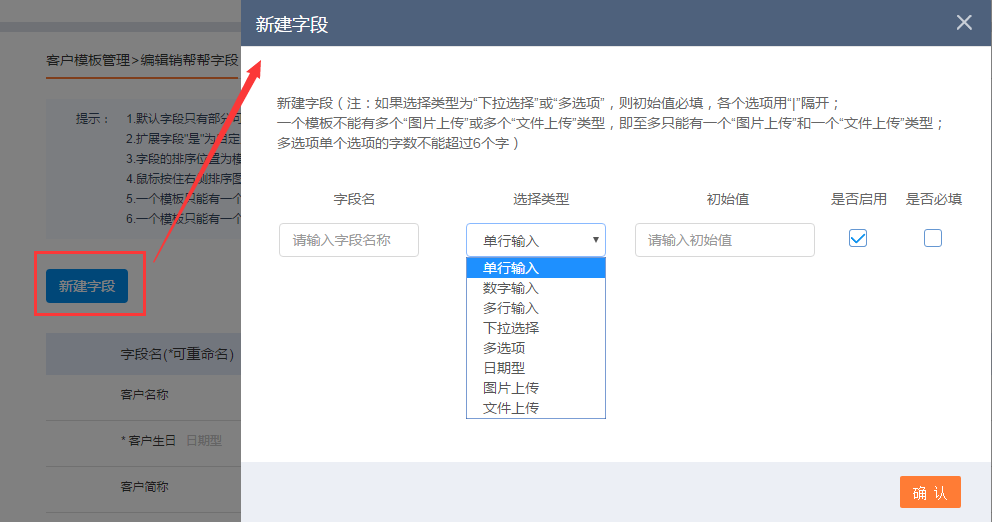 新建字段
客户模板管理>编辑销帮帮字段
提示：
1.默认字段只有部分可
2.扩展字段"是"为自定
3.字段的排序位置为模
4.鼠标按住右侧排序图
5.一个模板只能有一个
6.一个模板只能有一个
新建字段
字段名(*可重命名)
客户名称
* 客户生日 日期型
客户简称
新建字段（注：如果选择类型为“下拉选择”或“多选项”，则初始值必填，各个选项用“|”隔开；
一个模板不能有多个“图片上传”或多个“文件上传”类型，即至多只能有一个“图片上传”和一个“文件上传”类型；
多选项单个选项的字数不能超过6个字）
字段名 选择类型 初始值 是否启用 是否必填
请输入字段名称 单行输入 请输入初始值
单行输入
数字输入
多行输入
下拉选择
多选项
日期型
图片上传
文件上传
确 认